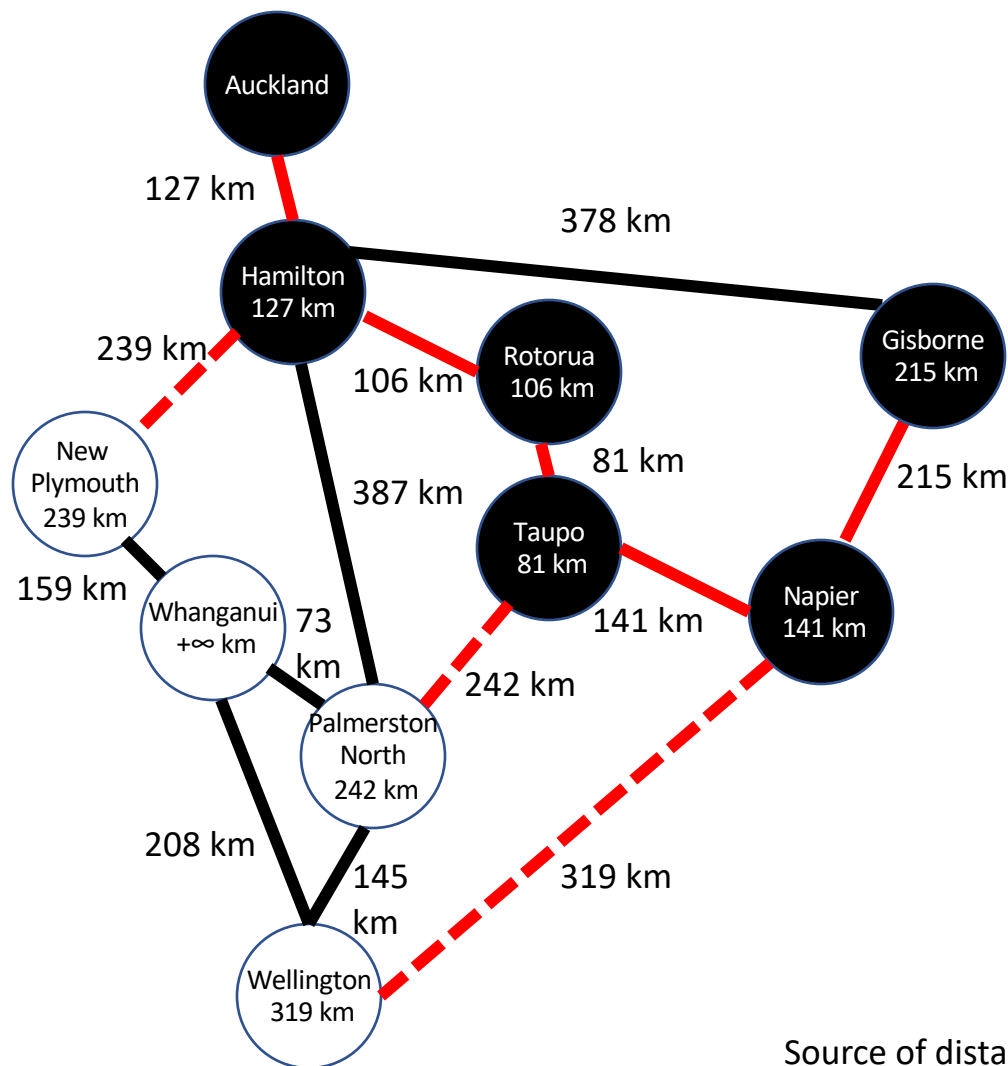 Auckland
127 km
378 km
Hamilton
127 km
Gisborne
215 km
239 km
Rotorua
106 km
106 km
New
Plymouth
239 km
81 km
215 km
387 km
Taupo
81 km
159 km
Whanganui
+∞ km
73
km
141 km
Napier
141 km
242 km
Palmerston
North
242 km
208 km
145
km
319 km
Wellington
319 km
Source of dista